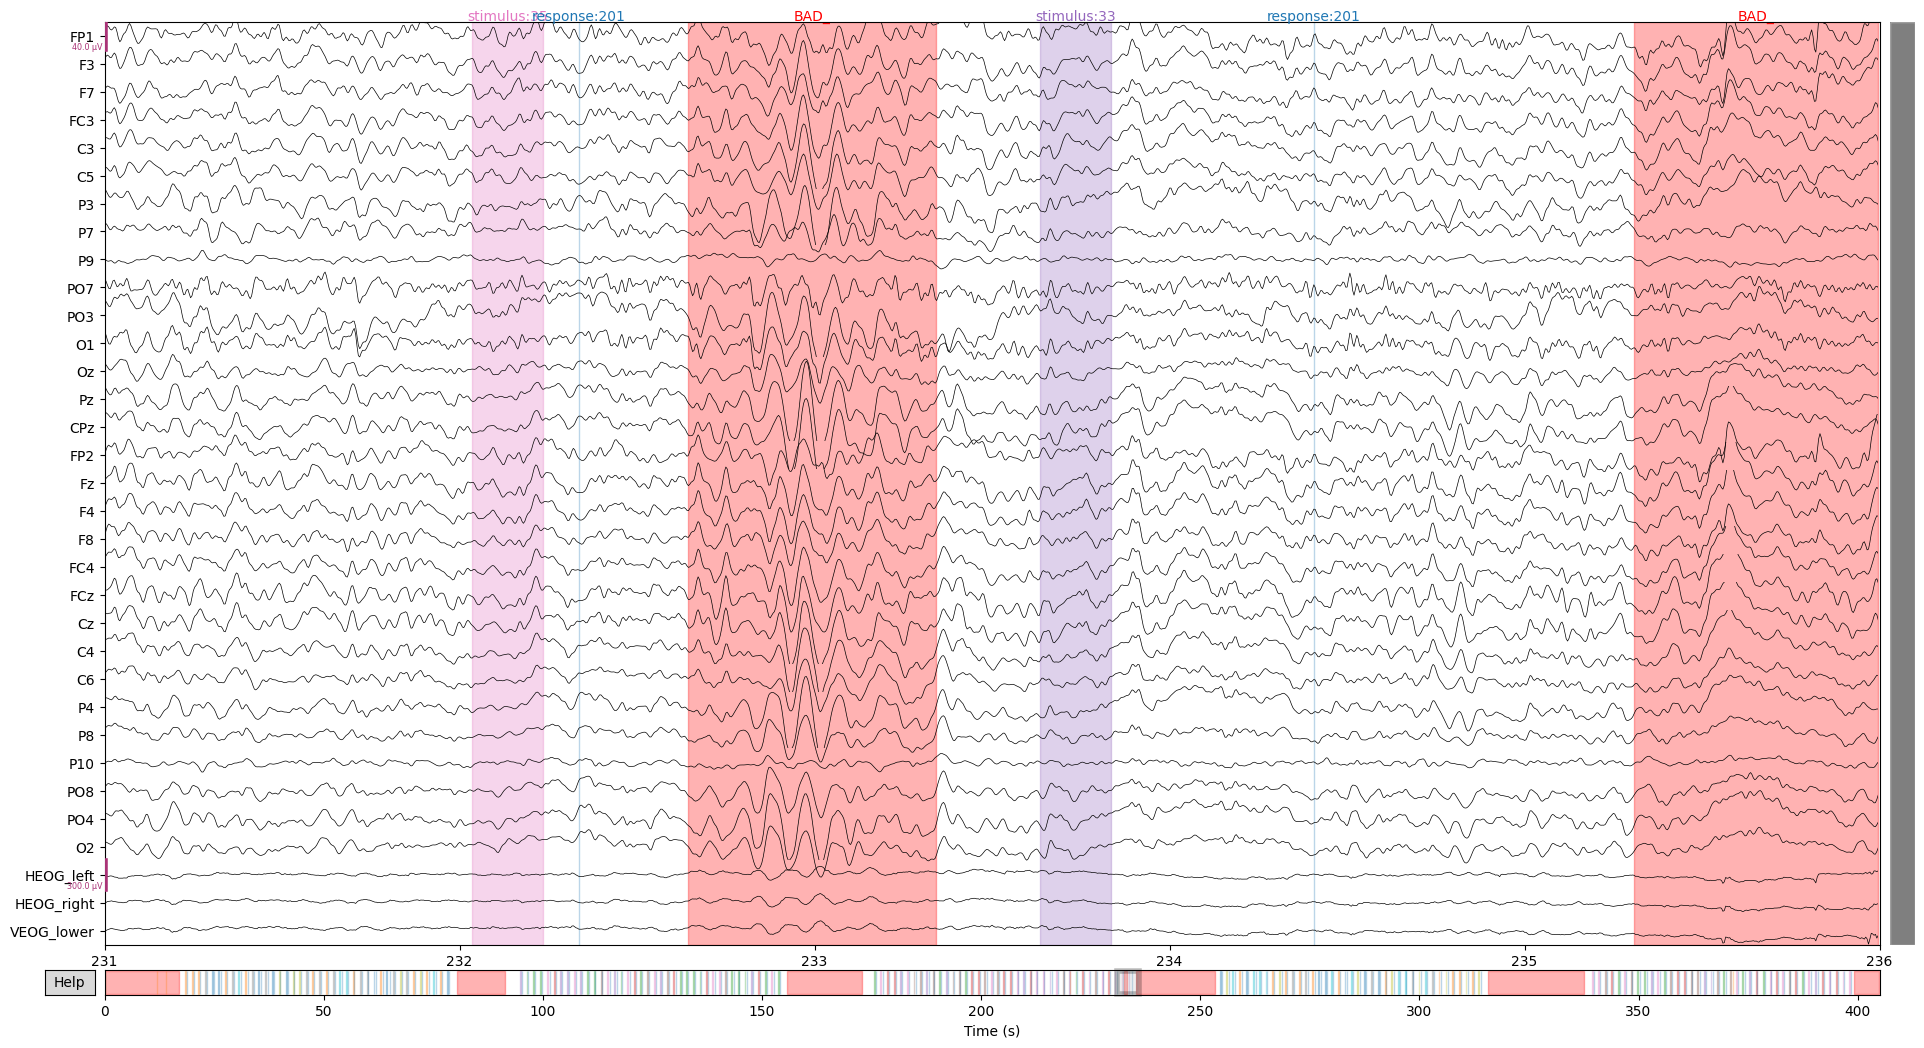 stimulus:35 response:201 BAD_ stimulus:33 response:201 BAD_
FP1
40.0 µV
F3
F7
FC3
C3
C5
P3
P7
P9
PO7
PO3
O1
Oz
Pz
CPz
FP2
Fz
F4
F8
FC4
FCz
Cz
C4
C6
P4
P8
P10
PO8
PO4
O2
HEOG_left
300.0 µV
HEOG_right
VEOG_lower
231 232 233 234 235 236
Help
0 50 100 150 200 250 300 350 400
Time (s)